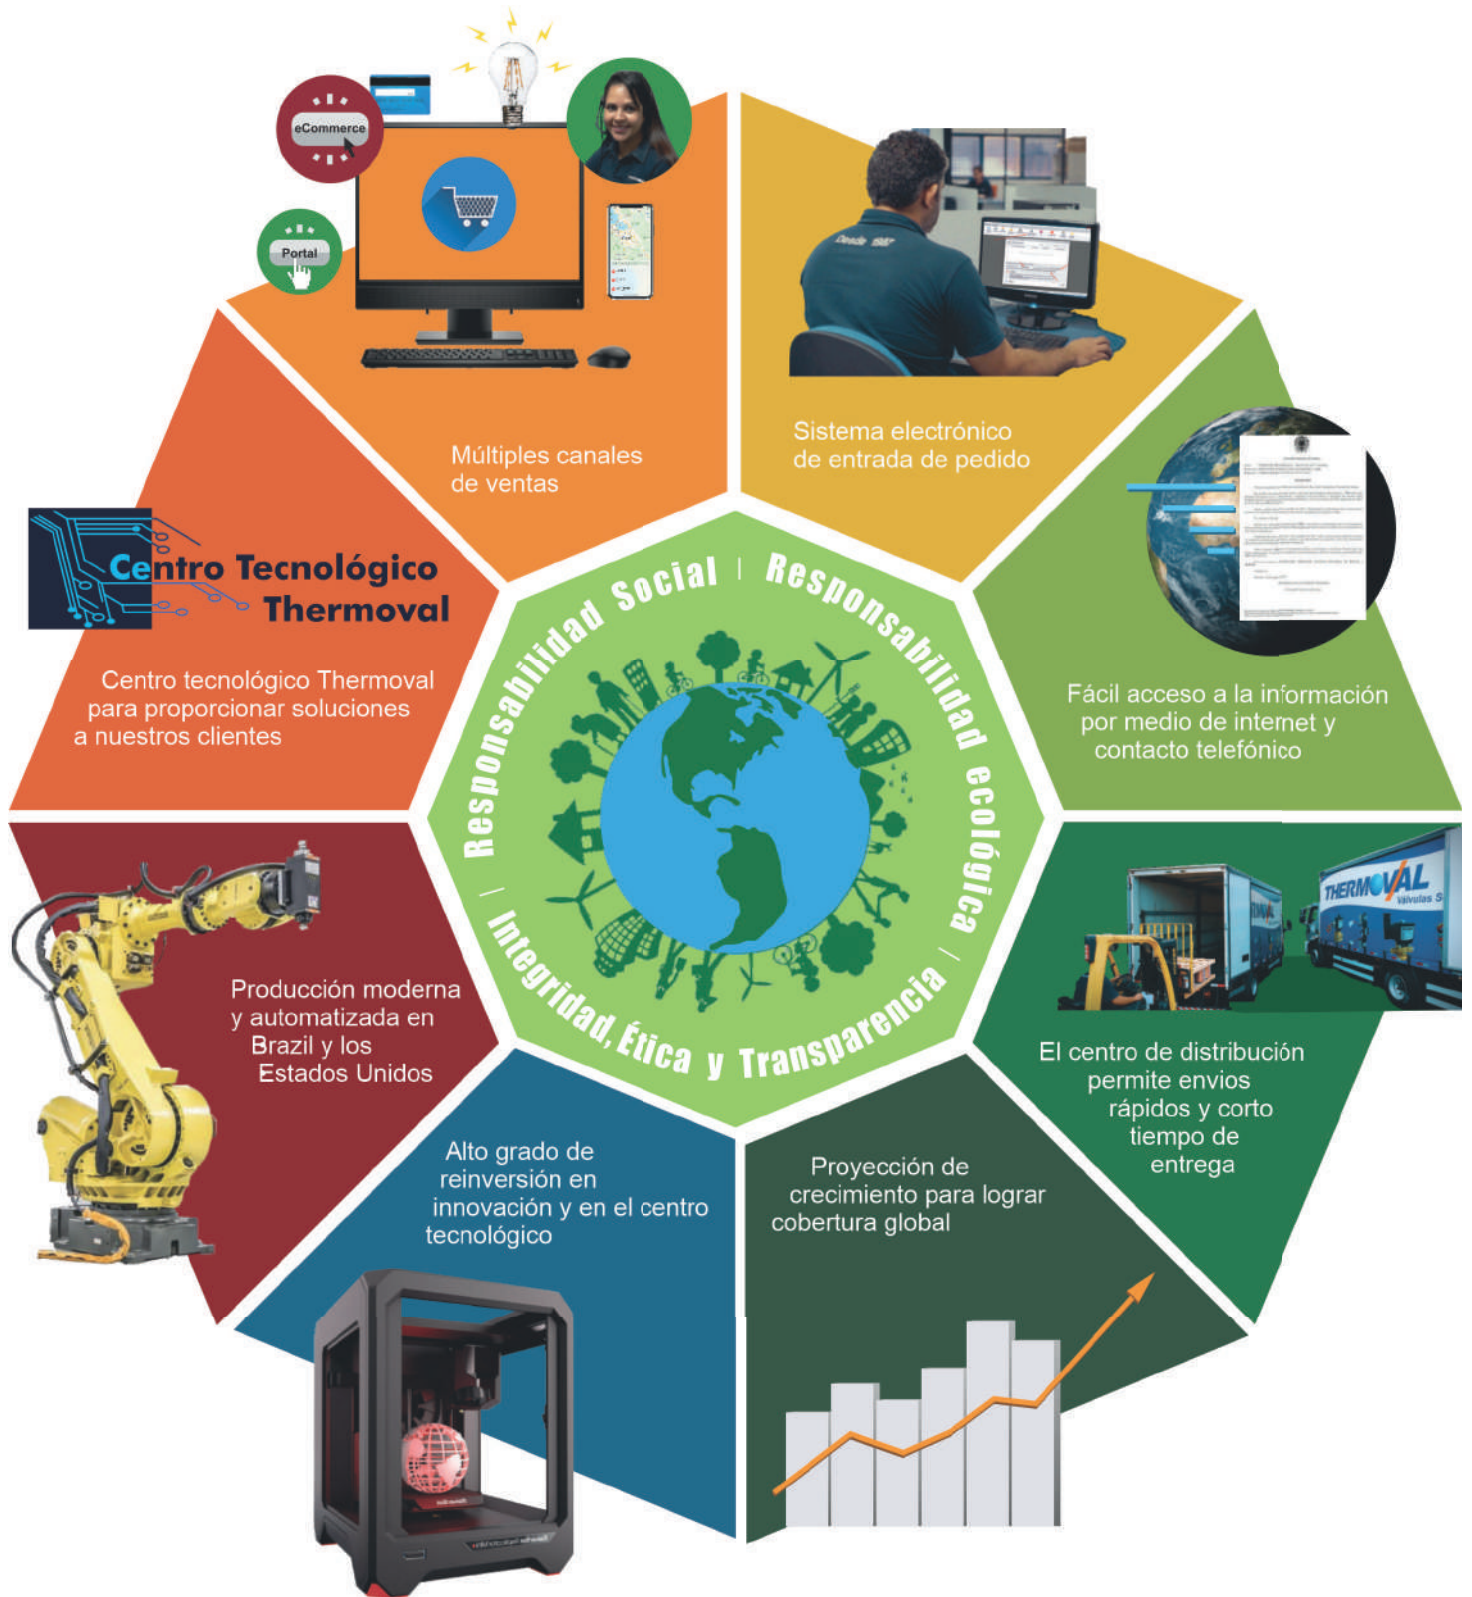 eCommerce
Portal
Múltiples canales
de ventas
Desde 1987
Sistema electrónico
de entrada de pedido
Fácil acceso a la información
por medio de internet y
contacto telefónico
THERMOVAL
Válvulas S
El centro de distribución
permite envios
rápidos y corto
tiempo de
entrega
Proyección de
crecimiento para lograr
cobertura global
Alto grado de
reinversión en
innovación y en el centro
tecnológico
Producción moderna
y automatizada en
Brazil y los
Estados Unidos
Centro Tecnológico
Thermoval
Centro tecnológico Thermoval
para proporcionar soluciones
a nuestros clientes
Responsabilidad Social | Responsabilidad ecológica |
Integridad, Ética y Transparencia |